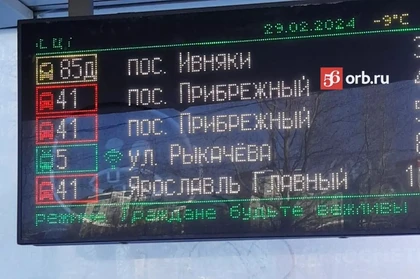 29.02.2024 -9°C
85Д пос. Ивняки
56 orb.ru
41 пос. Прибрежный
41 пос. Прибрежный
5 ул. Рыкачёва
41 Ярославль Главный
Граждане будьте вежливы